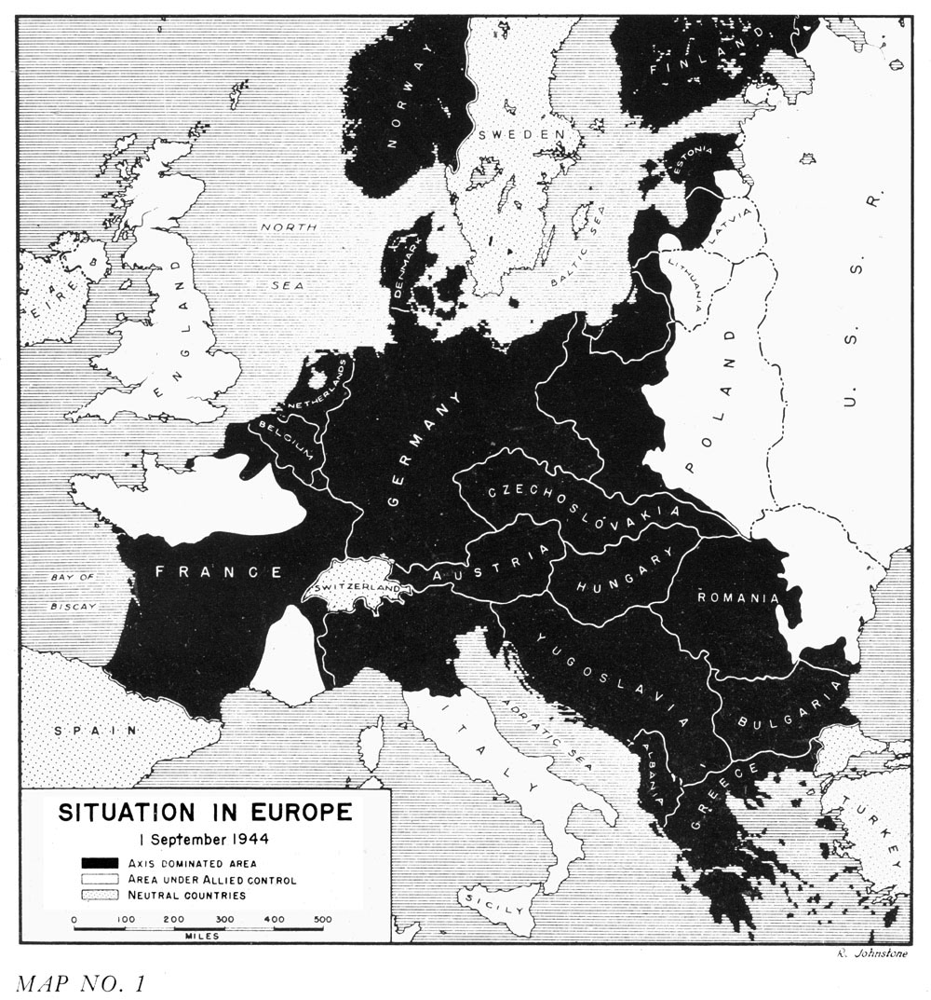 NORWAY
FINLAND
SWEDEN
ESTONIA
NORTH
SEA
BALTIC SEA
LATVIA
U. S. S. R.
EIRE
ENGLAND
DENMARK
LITHUANIA
NETHERLANDS
BELGIUM
GERMANY
POLAND
CZECHOSLOVAKIA
FRANCE
BAY OF
BISCAY
SWITZERLAND
AUSTRIA
HUNGARY
ROMANIA
YUGOSLAVIA
BULGARIA
SPAIN
ITALY
ADRIATIC SEA
ALBANIA
GREECE
TURKEY
SICILY
SITUATION IN EUROPE
1 September 1944
AXIS DOMINATED AREA
AREA UNDER ALLIED CONTROL
NEUTRAL COUNTRIES
0 100 200 300 400 500
MILES
R. Johnstone
MAP NO. 1